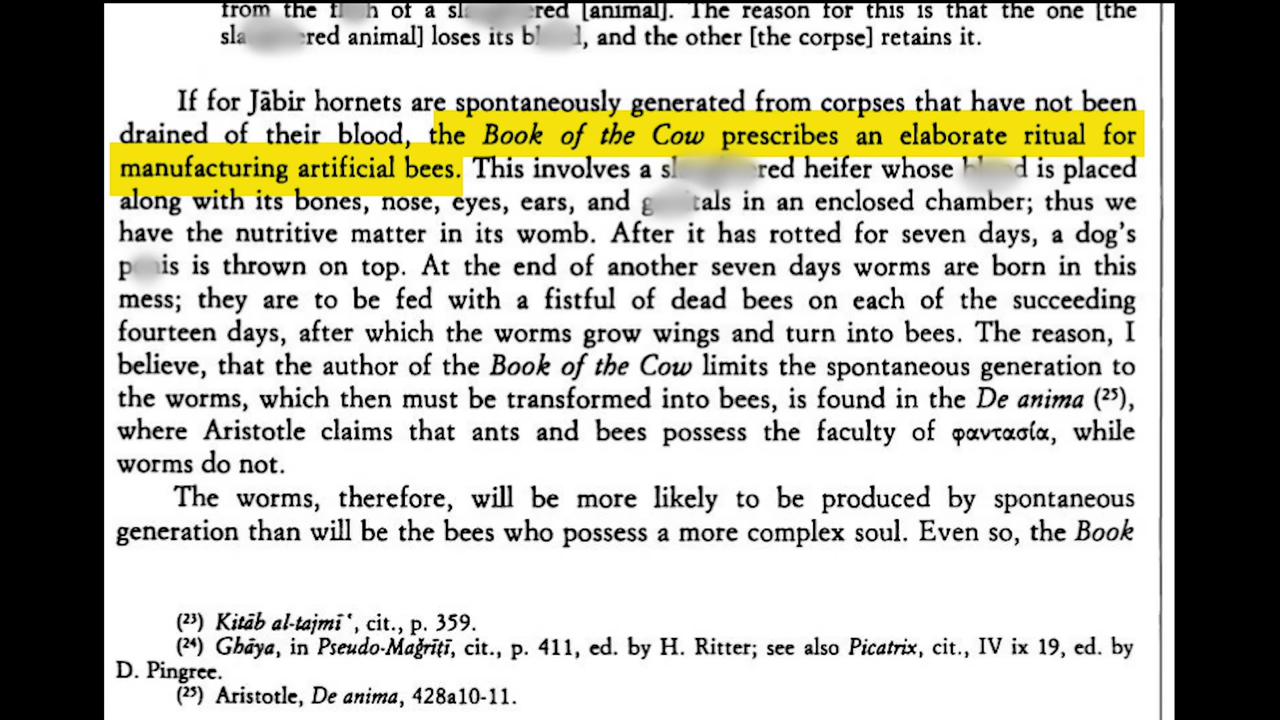 from the of a [animal]. The reason for this is that the one [the
animal] loses its and the other [the corpse] retains it.
If for Jābir hornets are spontaneously generated from corpses that have not been
drained of their blood, the Book of the Cow prescribes an elaborate ritual for
manufacturing artificial bees. This involves a heifer whose is placed
along with its bones, nose, eyes, ears, and in an enclosed chamber; thus we
have the nutritive matter in its womb. After it has rotted for seven days, a dog's
is thrown on top. At the end of another seven days worms are born in this
mess; they are to be fed with a fistful of dead bees on each of the succeeding
fourteen days, after which the worms grow wings and turn into bees. The reason, I
believe, that the author of the Book of the Cow limits the spontaneous generation to
the worms, which then must be transformed into bees, is found in the De anima (²⁵),
where Aristotle claims that ants and bees possess the faculty of φαντασία, while
worms do not.
The worms, therefore, will be more likely to be produced by spontaneous
generation than will be the bees who possess a more complex soul. Even so, the Book
(²³) Kitāb al-tajmīʿ, cit., p. 359.
(²⁴) Ghāya, in Pseudo-Maǧrīṭī, cit., p. 411, ed. by H. Ritter; see also Picatrix, cit., IV ix 19, ed. by
D. Pingree.
(²⁵) Aristotle, De anima, 428a10-11.